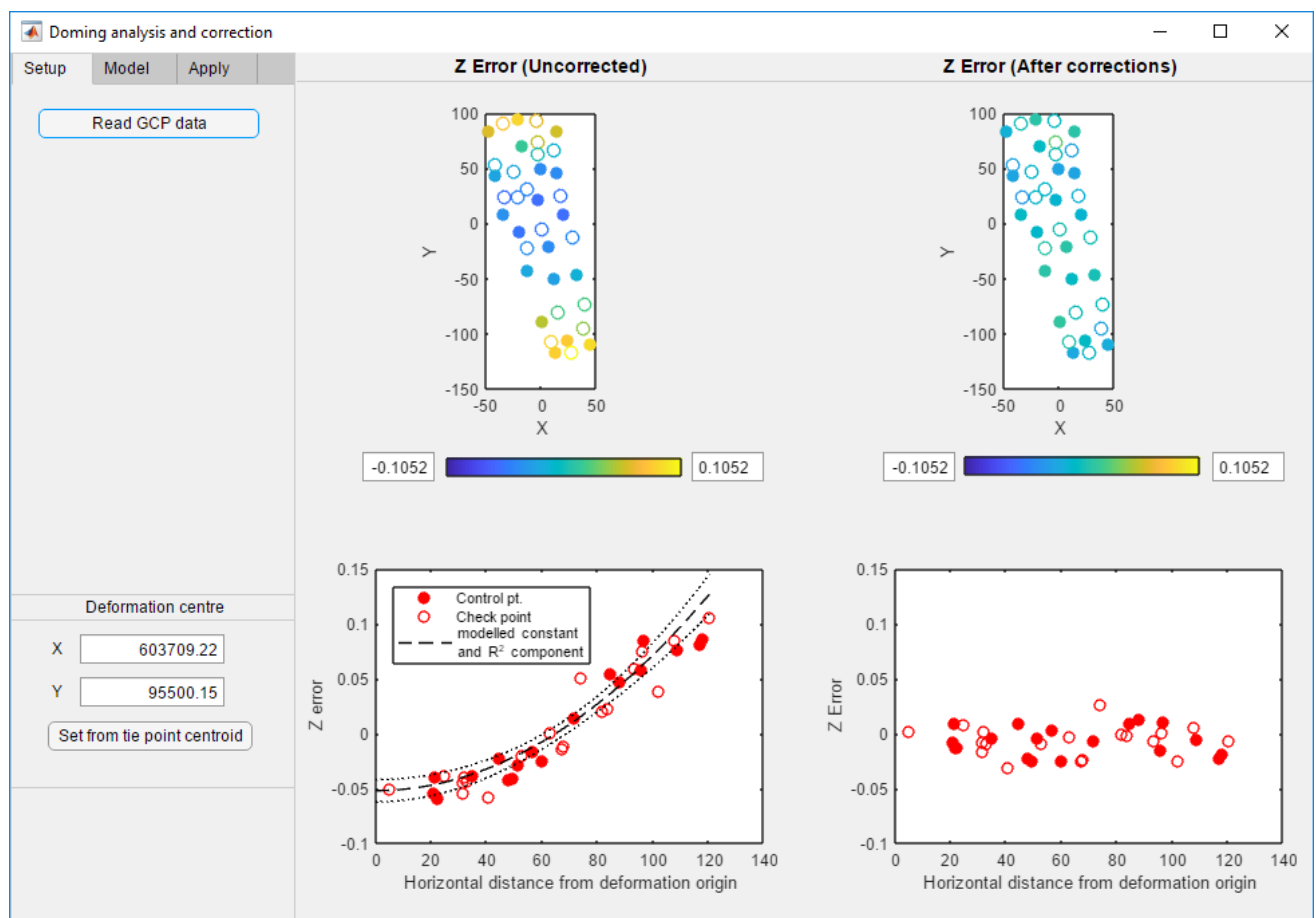 Doming analysis and correction
Setup
Model
Apply
Read GCP data
Deformation centre
X
603709.22
Y
95500.15
Set from tie point centroid
Z Error (Uncorrected)
100
50
0
-50
-100
-150
Y
-50
0
50
X
-0.1052
0.1052
Z Error (After corrections)
100
50
0
-50
-100
-150
Y
-50
0
50
X
-0.1052
0.1052
0.15
0.1
0.05
0
-0.05
-0.1
Z error
Control pt.
Check point
modelled constant
and R² component
0
20
40
60
80
100
120
140
Horizontal distance from deformation origin
0.15
0.1
0.05
0
-0.05
-0.1
Z Error
0
20
40
60
80
100
120
140
Horizontal distance from deformation origin